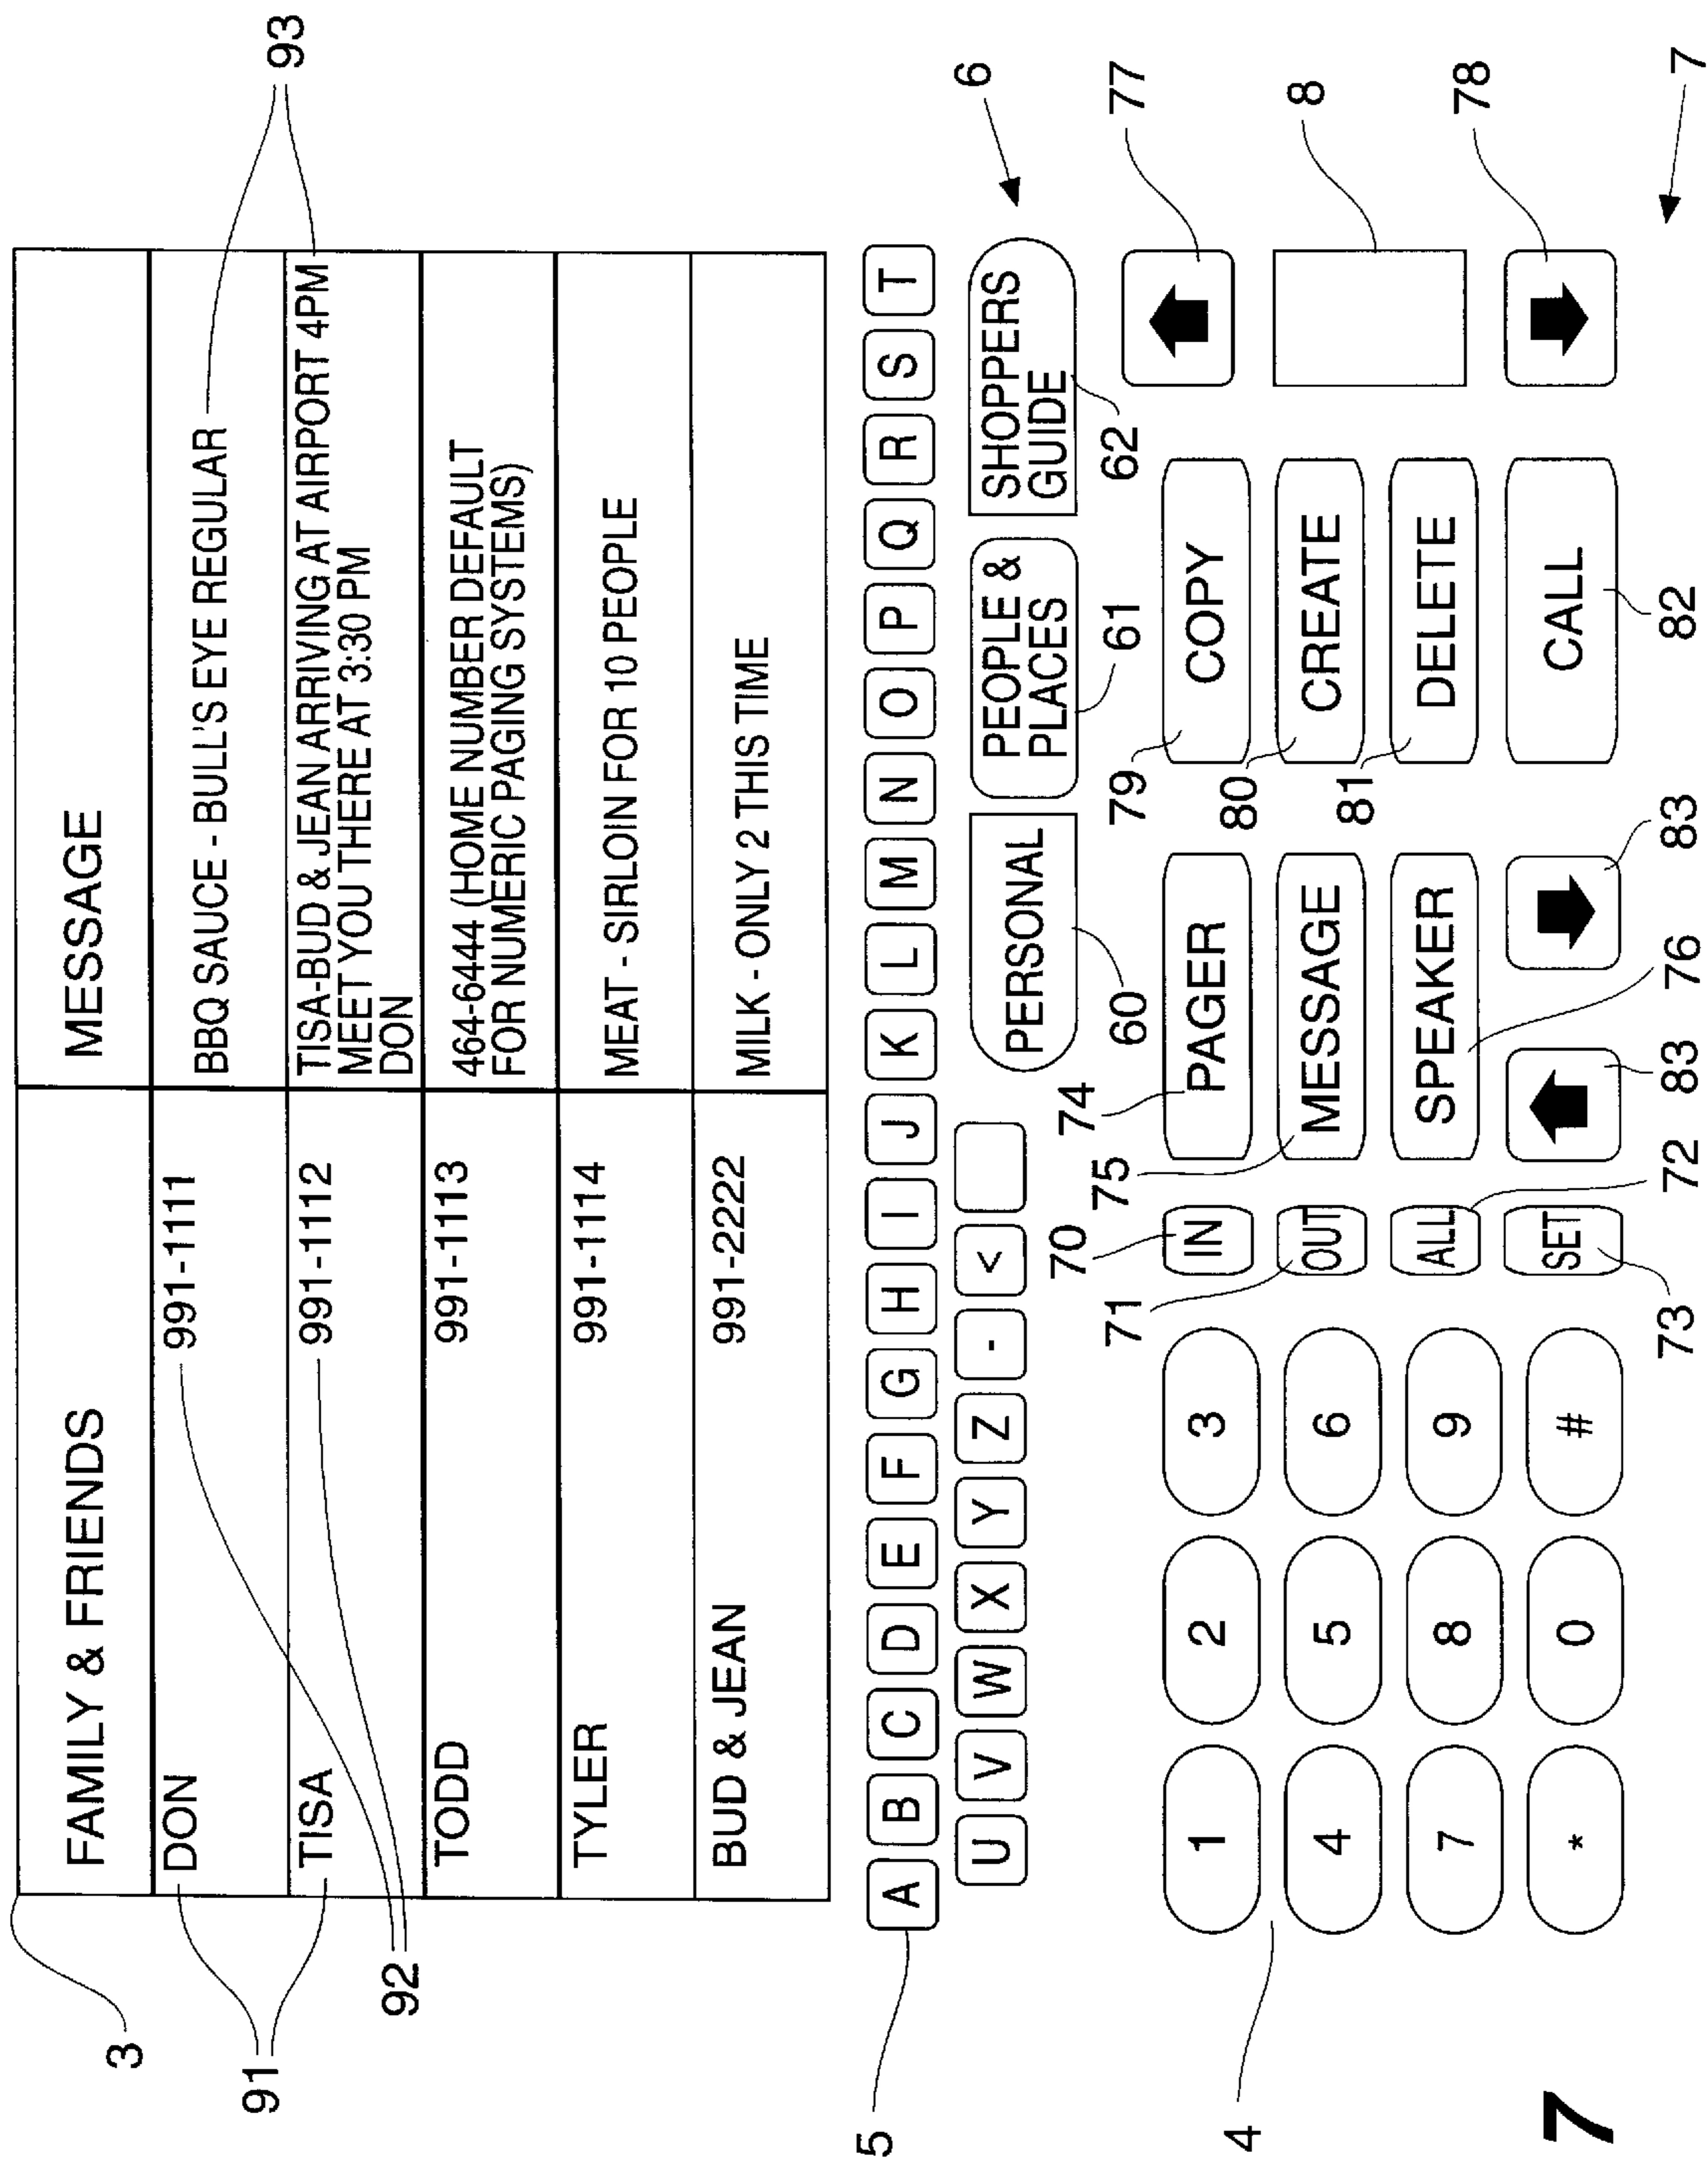 93
FAMILY & FRIENDS MESSAGE
3
DON 991-1111 BBQ SAUCE - BULL'S EYE REGULAR
91
TISA 991-1112 TISA-BUD & JEAN ARRIVING AT AIRPORT 4PM
MEET YOU THERE AT 3:30 PM
DON
92
TODD 991-1113 464-6444 (HOME NUMBER DEFAULT
FOR NUMERIC PAGING SYSTEMS)
TYLER 991-1114 MEAT - SIRLOIN FOR 10 PEOPLE
BUD & JEAN 991-2222 MILK - ONLY 2 THIS TIME
5
A B C D E F G H I J K L M N O P Q R S T
6
U V W X Y Z - <
PERSONAL
PEOPLE &
PLACES
SHOPPERS
GUIDE
60 61 62
77
70 71 74 75 79 80 81
4
1 2 3 IN PAGER COPY
4 5 6 OUT MESSAGE CREATE
8
7 8 9 ALL SPEAKER DELETE
78
* 0 # SET CALL
73 72 83 76 83 82
7
7